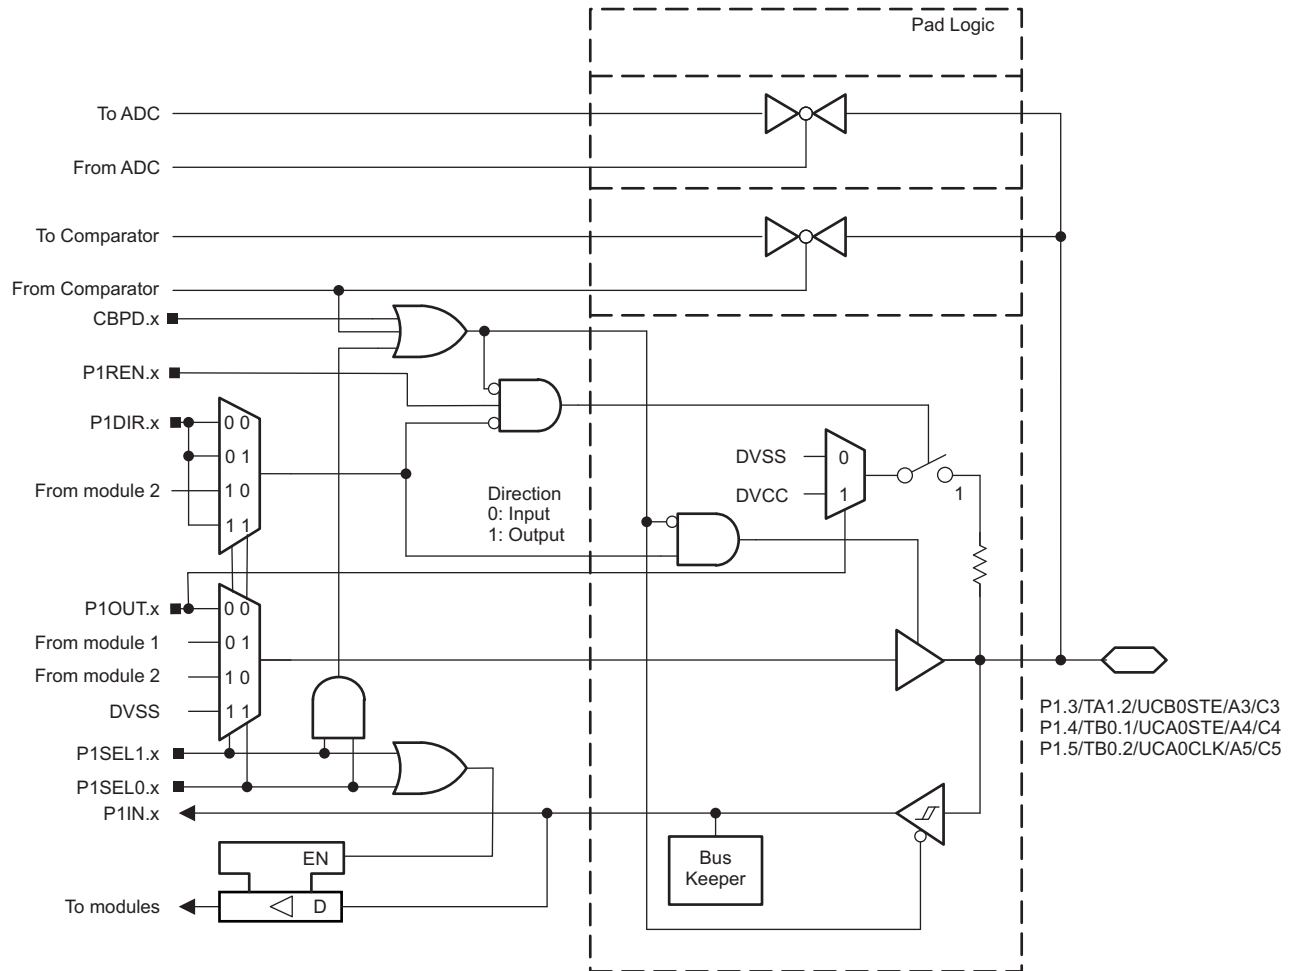 Pad Logic
To ADC
From ADC
To Comparator
From Comparator
CBPD.x
P1REN.x
P1DIR.x
0 0
0 1
From module 2
1 0
1 1
Direction
0: Input
1: Output
DVSS
0
DVCC
1
1
P1OUT.x
0 0
From module 1
0 1
From module 2
1 0
DVSS
1 1
P1.3/TA1.2/UCB0STE/A3/C3
P1.4/TB0.1/UCA0STE/A4/C4
P1.5/TB0.2/UCA0CLK/A5/C5
P1SEL1.x
P1SEL0.x
P1IN.x
EN
Bus
Keeper
To modules
D